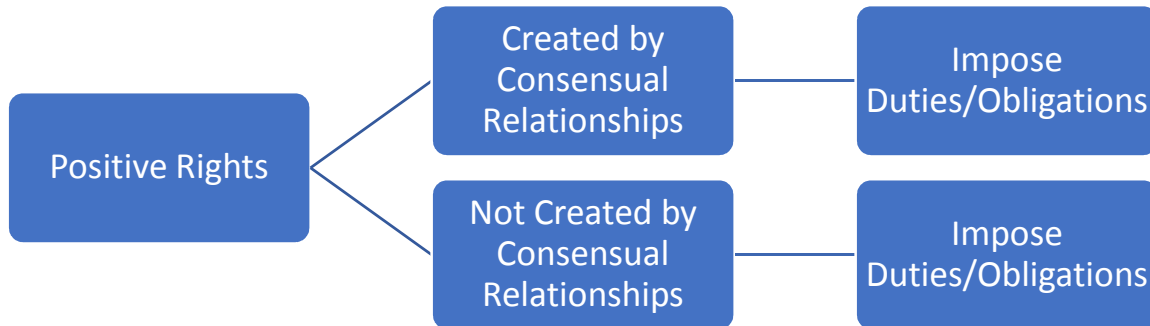 Positive Rights
Created by
Consensual
Relationships
Impose
Duties/Obligations
Not Created by
Consensual
Relationships
Impose
Duties/Obligations